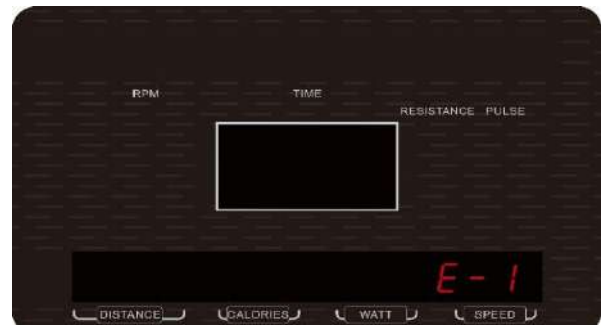 RPM TIME
RESISTANCE PULSE
E-1
DISTANCE CALORIES WATT SPEED